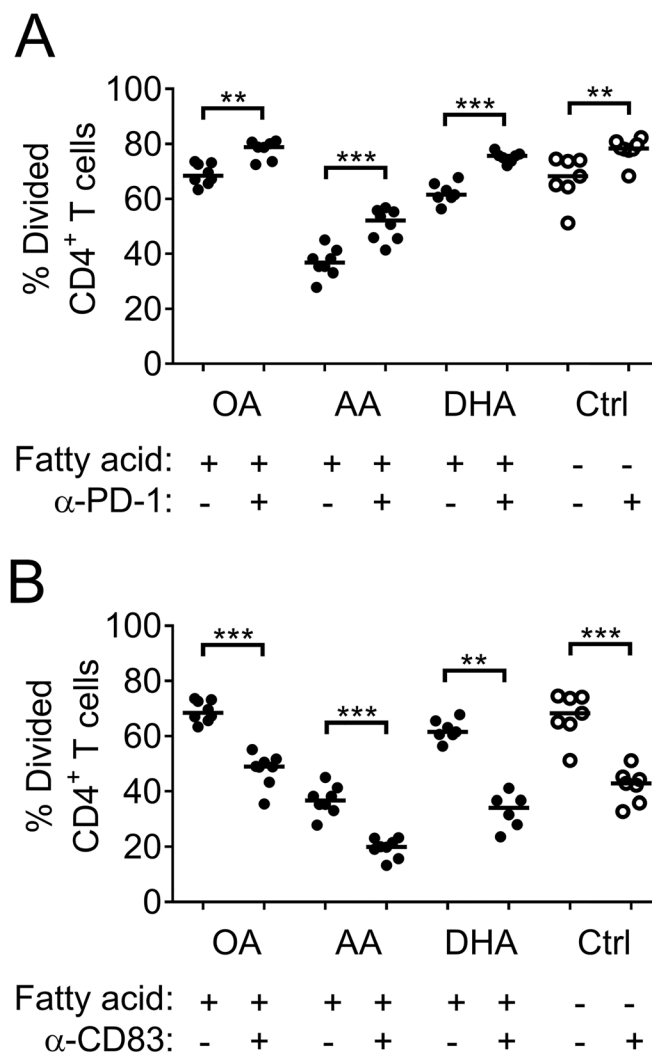 A
% Divided
CD4+ T cells
100
80
60
40
20
0
** *** *** **
OA AA DHA Ctrl
Fatty acid: + + + + + + - -
α-PD-1: - + - + - + - +
B
% Divided
CD4+ T cells
100
80
60
40
20
0
*** *** ** ***
OA AA DHA Ctrl
Fatty acid: + + + + + + - -
α-CD83: - + - + - + - +